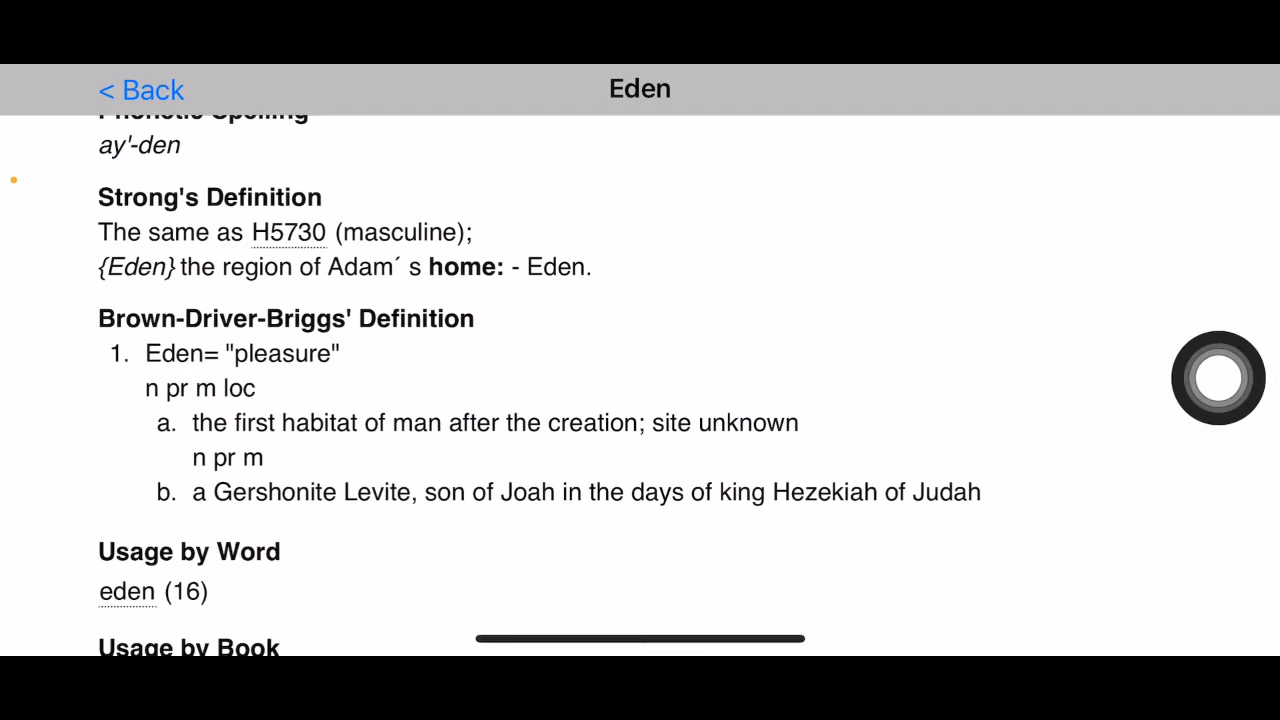 < Back
Eden
Phonetic Spelling
ay'-den
Strong's Definition
The same as H5730 (masculine);
{Eden} the region of Adam´ s home: - Eden.
Brown-Driver-Briggs' Definition
1. Eden= "pleasure"
n pr m loc
a. the first habitat of man after the creation; site unknown
n pr m
b. a Gershonite Levite, son of Joah in the days of king Hezekiah of Judah
Usage by Word
eden (16)
Usage by Book